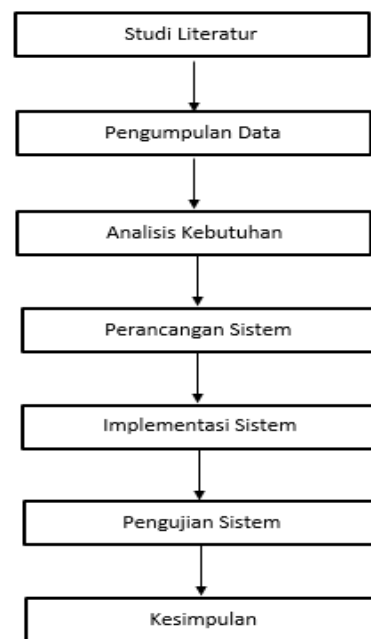 Studi Literatur
Pengumpulan Data
Analisis Kebutuhan
Perancangan Sistem
Implementasi Sistem
Pengujian Sistem
Kesimpulan